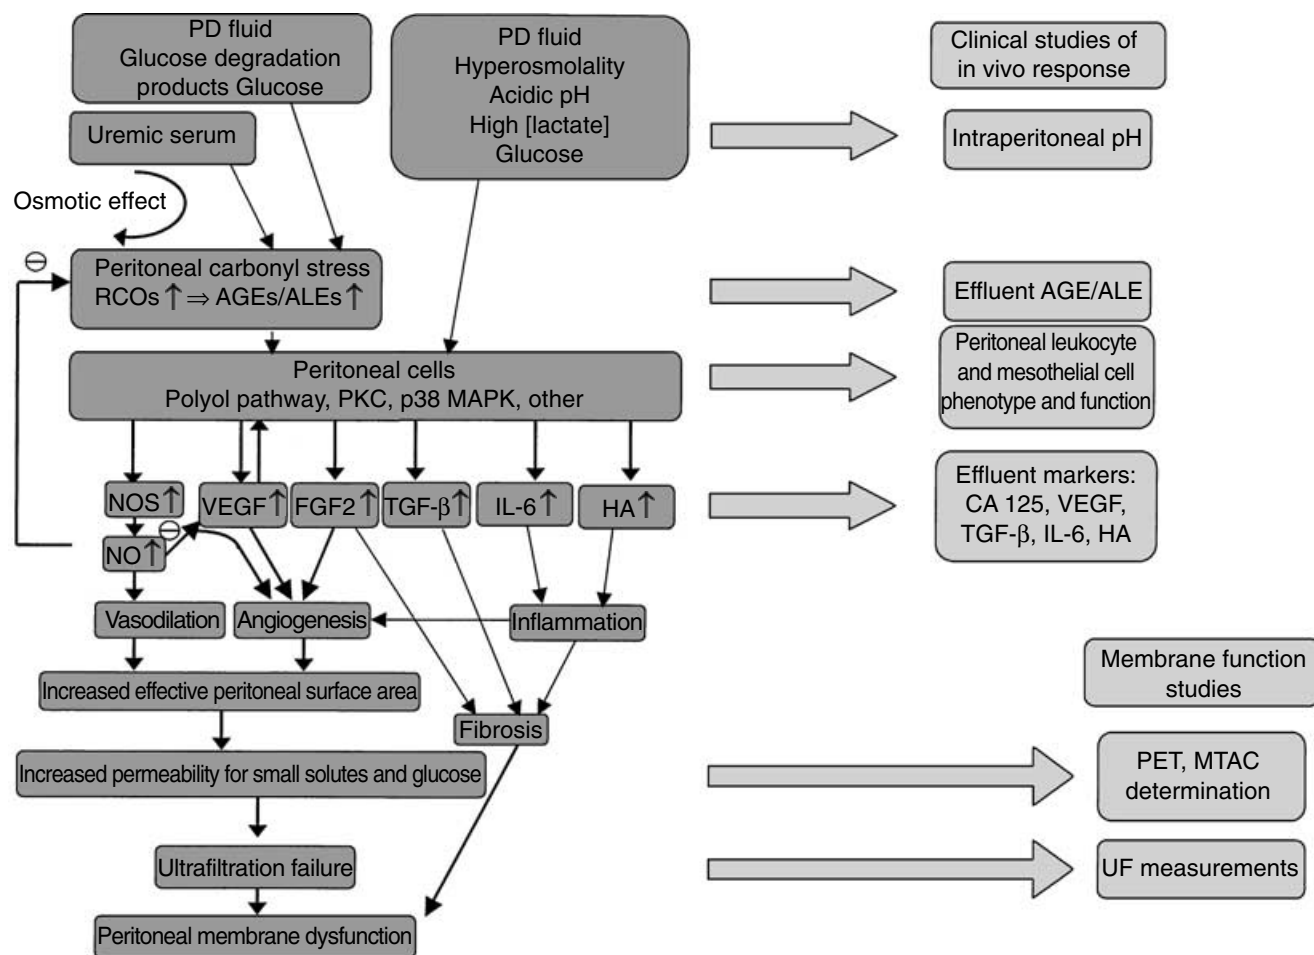 PD fluid
Glucose degradation
products Glucose
PD fluid
Hyperosmolality
Acidic pH
High [lactate]
Glucose
Clinical studies of
in vivo response
Uremic serum
Intraperitoneal pH
Osmotic effect
⊖
Peritoneal carbonyl stress
RCOs ↑ ⇒ AGEs/ALEs ↑
Effluent AGE/ALE
Peritoneal cells
Polyol pathway, PKC, p38 MAPK, other
Peritoneal leukocyte
and mesothelial cell
phenotype and function
NOS ↑
VEGF ↑
FGF2 ↑
TGF-β ↑
IL-6 ↑
HA ↑
Effluent markers:
CA 125, VEGF,
TGF-β, IL-6, HA
⊖
NO ↑
Vasodilation
Angiogenesis
Inflammation
Increased effective peritoneal surface area
Fibrosis
Membrane function
studies
Increased permeability for small solutes and glucose
PET, MTAC
determination
Ultrafiltration failure
UF measurements
Peritoneal membrane dysfunction